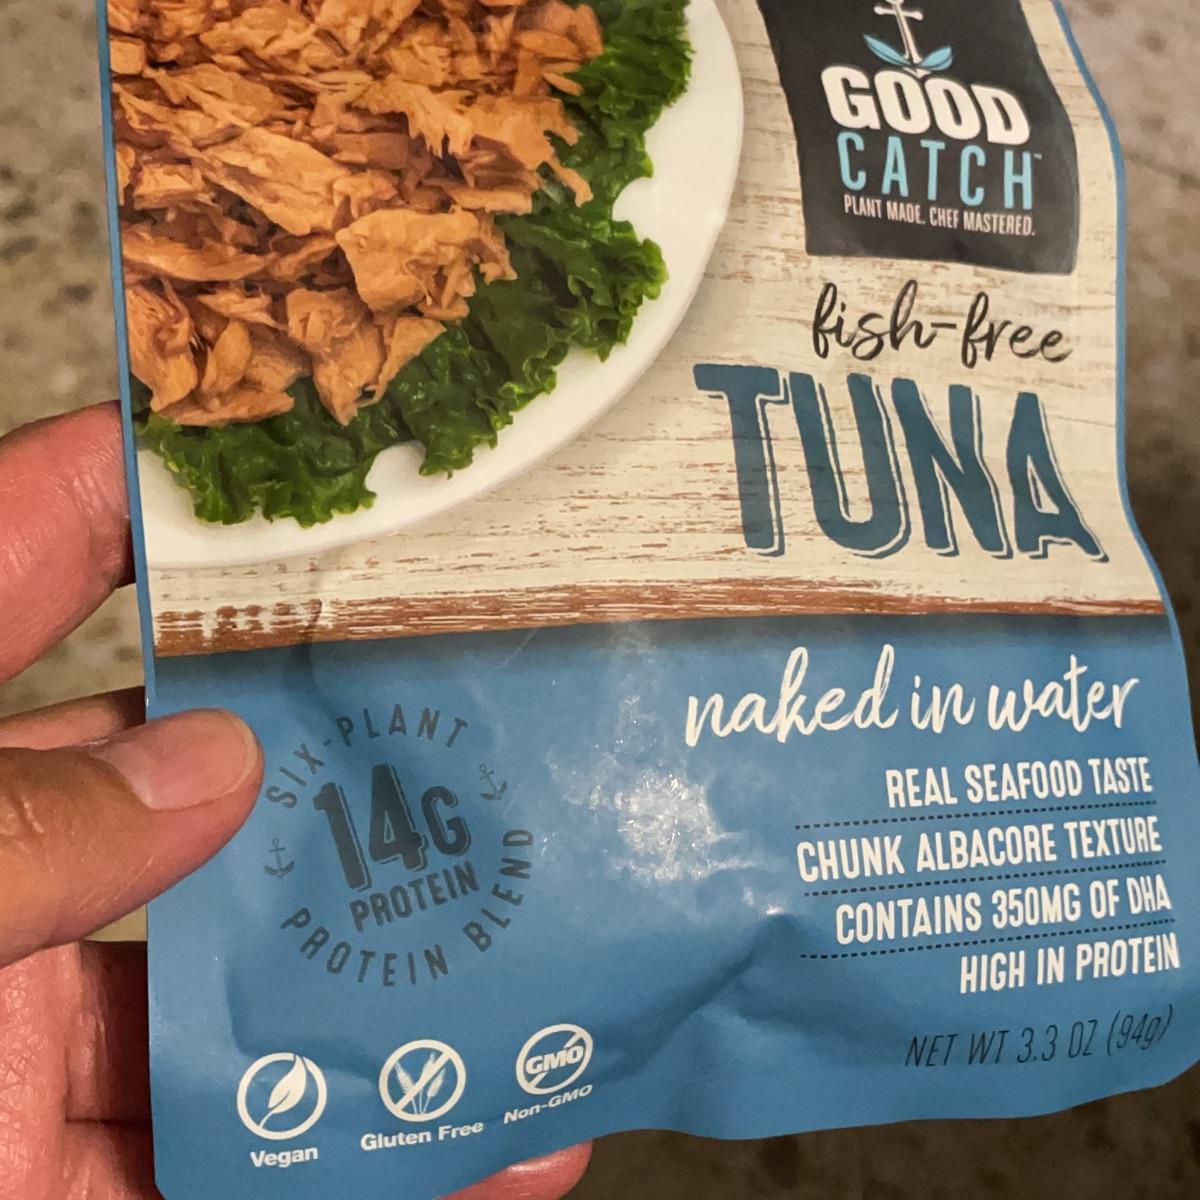 GOOD
CATCH™
PLANT MADE. CHEF MASTERED.
fish-free
TUNA
naked in water
REAL SEAFOOD TASTE
CHUNK ALBACORE TEXTURE
CONTAINS 350MG OF DHA
HIGH IN PROTEIN
NET WT 3.3 OZ (94g)
SIX-PLANT
14G
PROTEIN
PROTEIN BLEND
Vegan
Gluten Free
GMO
Non-GMO